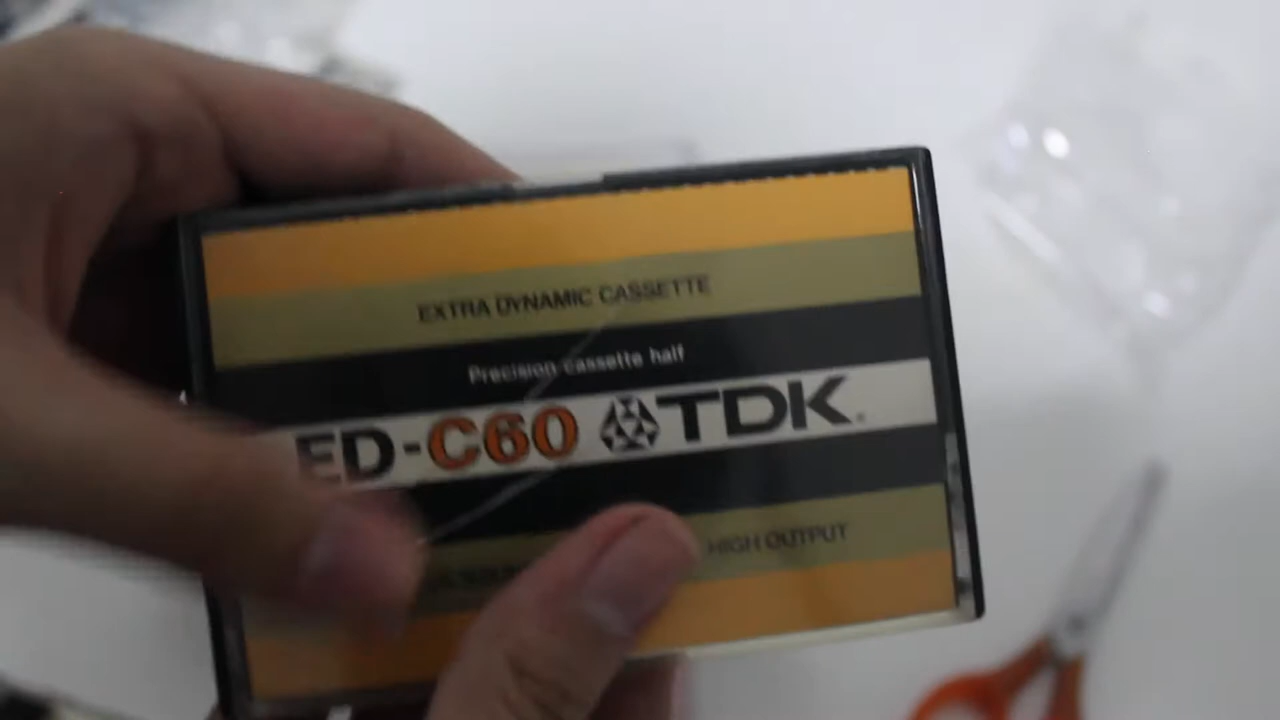 EXTRA DYNAMIC CASSETTE
Precision cassette half
ED-C60 TDK
HIGH OUTPUT